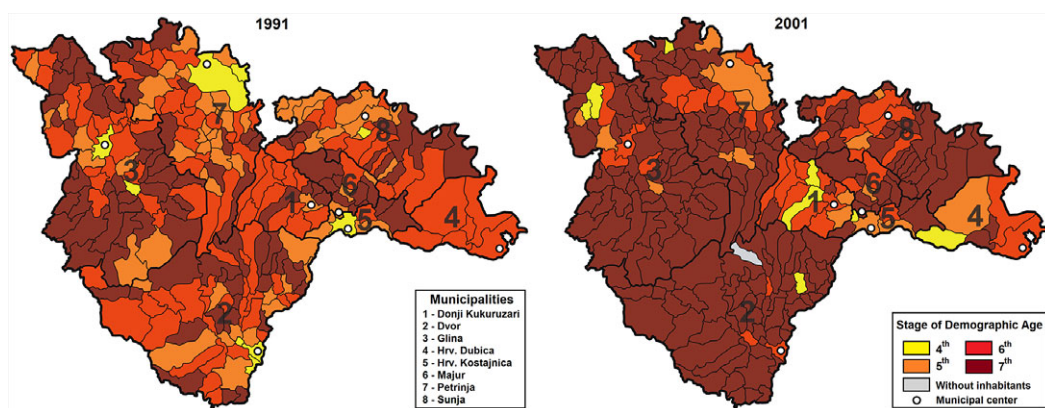 1991
2001
7
8
3
6
1
5
4
2
7
8
3
6
1
5
4
2
Municipalities
1 - Donji Kukuruzari
2 - Dvor
3 - Glina
4 - Hrv. Dubica
5 - Hrv. Kostajnica
6 - Majur
7 - Petrinja
8 - Sunja
Stage of Demographic Age
4th 6th
5th 7th
Without inhabitants
Municipal center